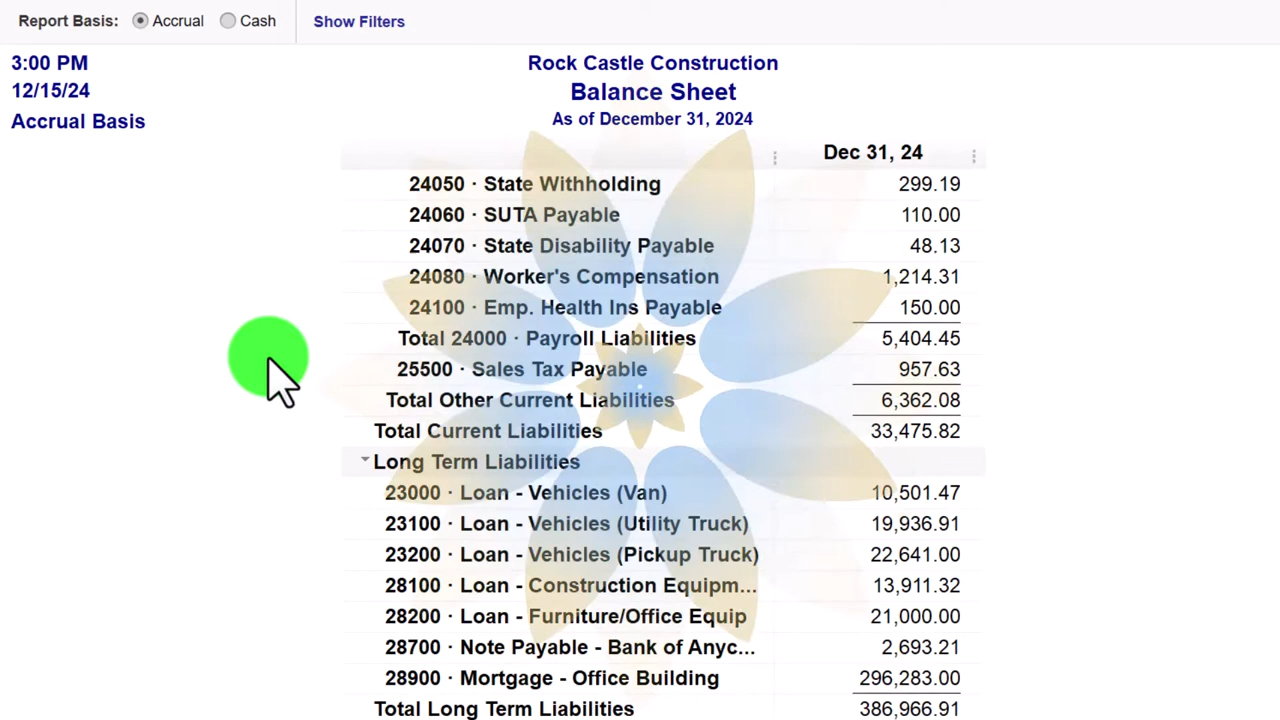 Report Basis: Accrual Cash Show Filters
3:00 PM
12/15/24
Accrual Basis
Rock Castle Construction
Balance Sheet
As of December 31, 2024
Dec 31, 24
24050 · State Withholding 299.19
24060 · SUTA Payable 110.00
24070 · State Disability Payable 48.13
24080 · Worker's Compensation 1,214.31
24100 · Emp. Health Ins Payable 150.00
Total 24000 · Payroll Liabilities 5,404.45
25500 · Sales Tax Payable 957.63
Total Other Current Liabilities 6,362.08
Total Current Liabilities 33,475.82
Long Term Liabilities
23000 · Loan - Vehicles (Van) 10,501.47
23100 · Loan - Vehicles (Utility Truck) 19,936.91
23200 · Loan - Vehicles (Pickup Truck) 22,641.00
28100 · Loan - Construction Equipm... 13,911.32
28200 · Loan - Furniture/Office Equip 21,000.00
28700 · Note Payable - Bank of Anyc... 2,693.21
28900 · Mortgage - Office Building 296,283.00
Total Long Term Liabilities 386,966.91